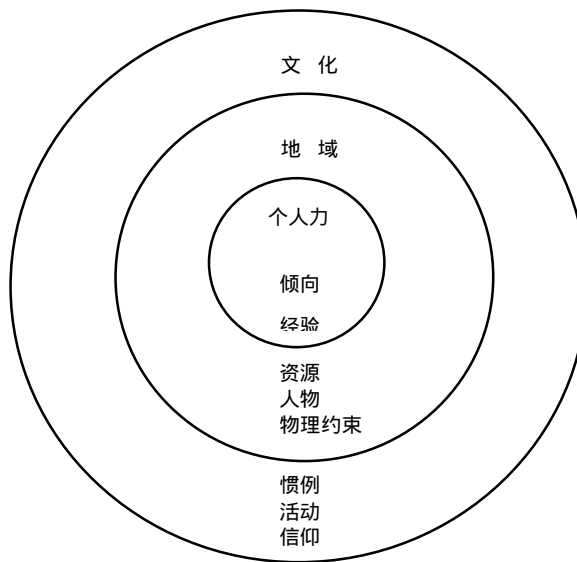 文 化
地 域
个人力
倾向
经验
资源
人物
物理约束
惯例
活动
信仰